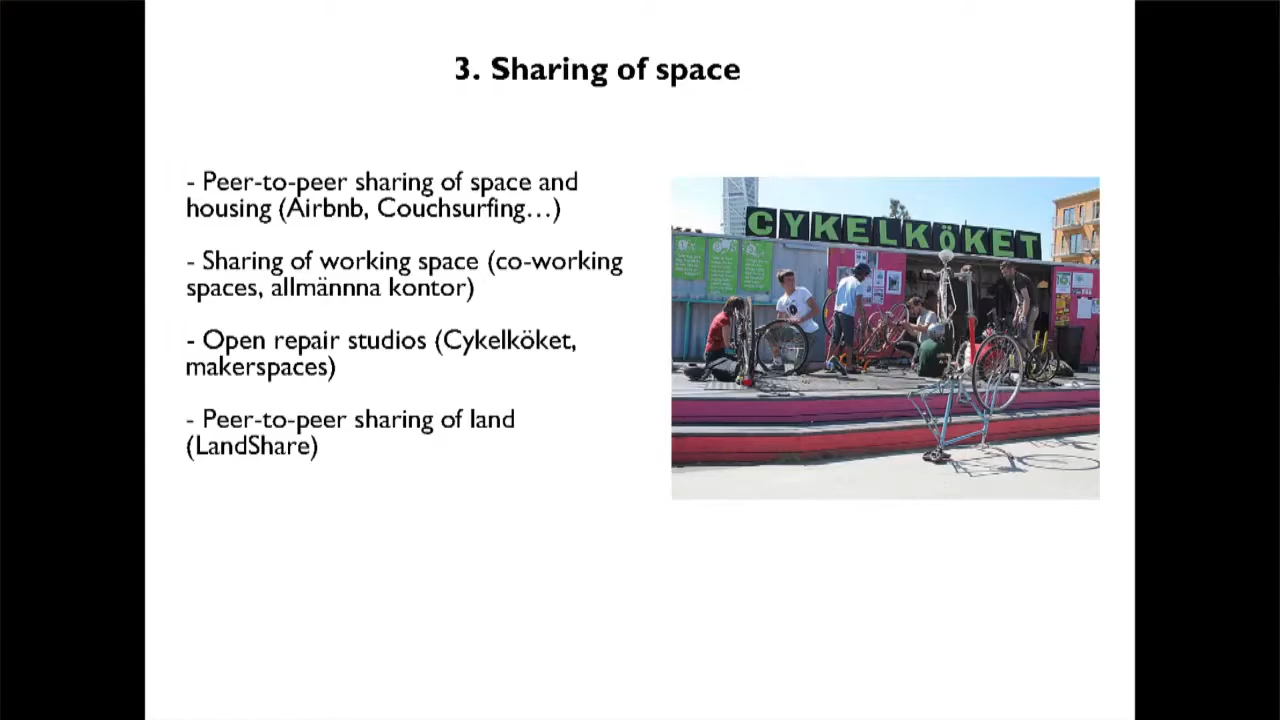 3. Sharing of space
- Peer-to-peer sharing of space and
housing (Airbnb, Couchsurfing…)
- Sharing of working space (co-working
spaces, allmännna kontor)
- Open repair studios (Cykelköket,
makerspaces)
- Peer-to-peer sharing of land
(LandShare)
CYKELKÖKET